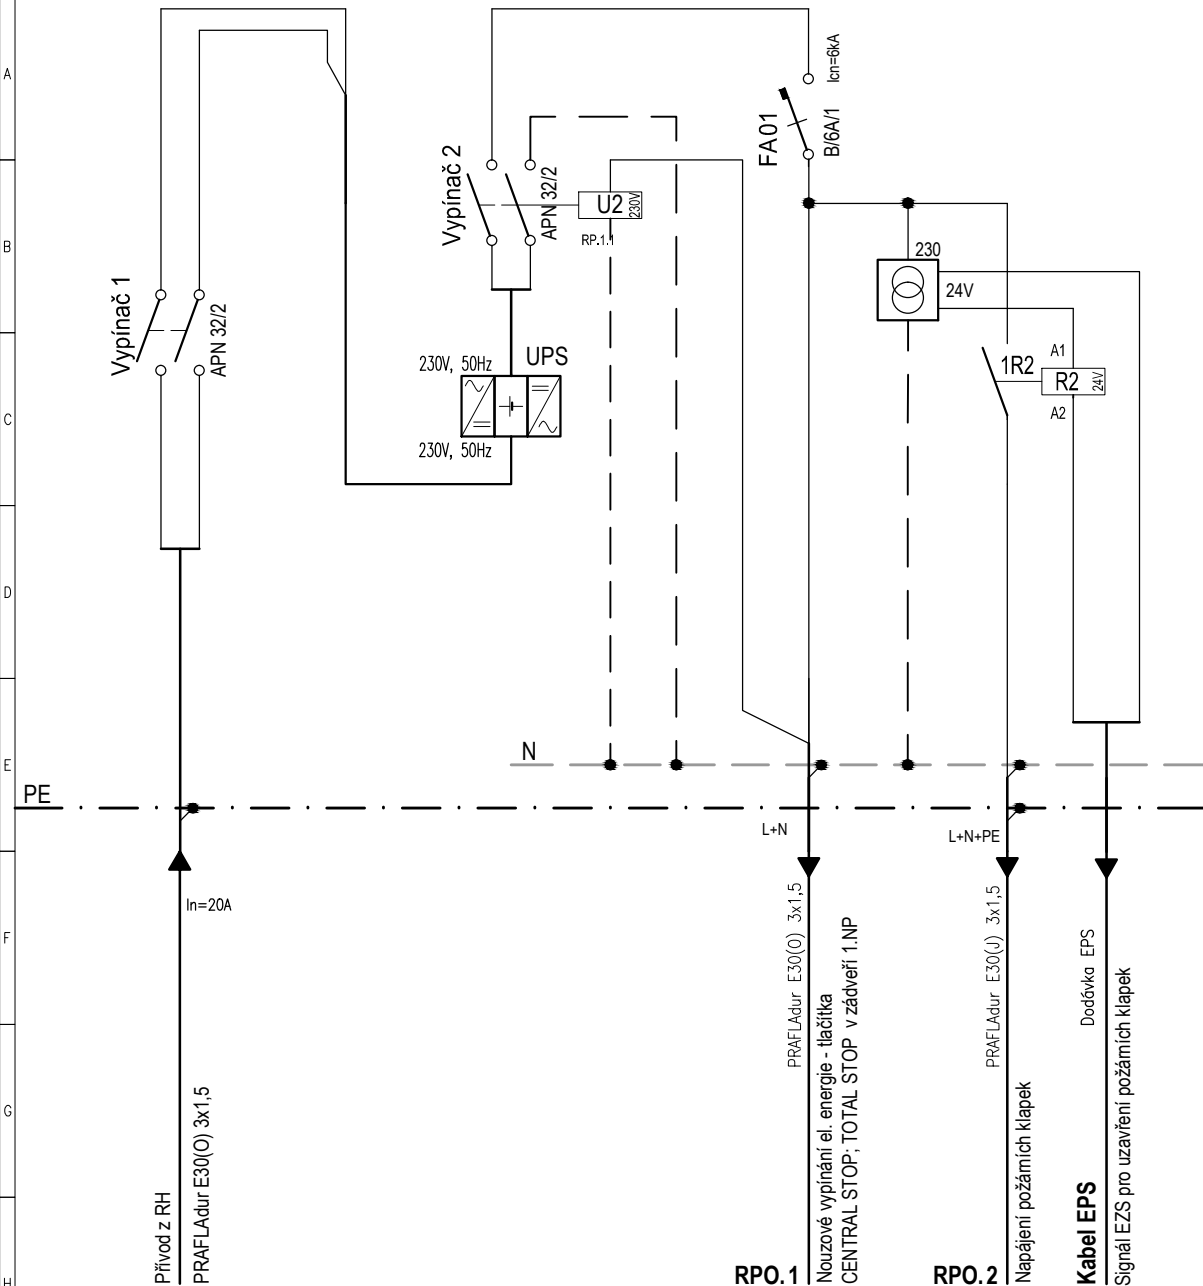 A
B
C
D
E
F
G
H
Vypínač 1
APN 32/2
Vypínač 2
APN 32/2
U2
230V
RP.1.1
FA01
B/6A/1
Icn=6kA
230
24V
1R2
A1
R2
24V
A2
UPS
230V, 50Hz
230V, 50Hz
N
PE
In=20A
L+N
L+N+PE
Přívod z RH
PRAFLAdur E30(O) 3x1,5
PRAFLAdur E30(O) 3x1,5
RPO.1
Nouzové vypínání el. energie - tlačítka
CENTRAL STOP; TOTAL STOP v zádveří 1.NP
PRAFLAdur E30(J) 3x1,5
RPO.2
Napájení požárních klapek
Dodávka EPS
Kabel EPS
Signál EZS pro uzavření požárních klapek